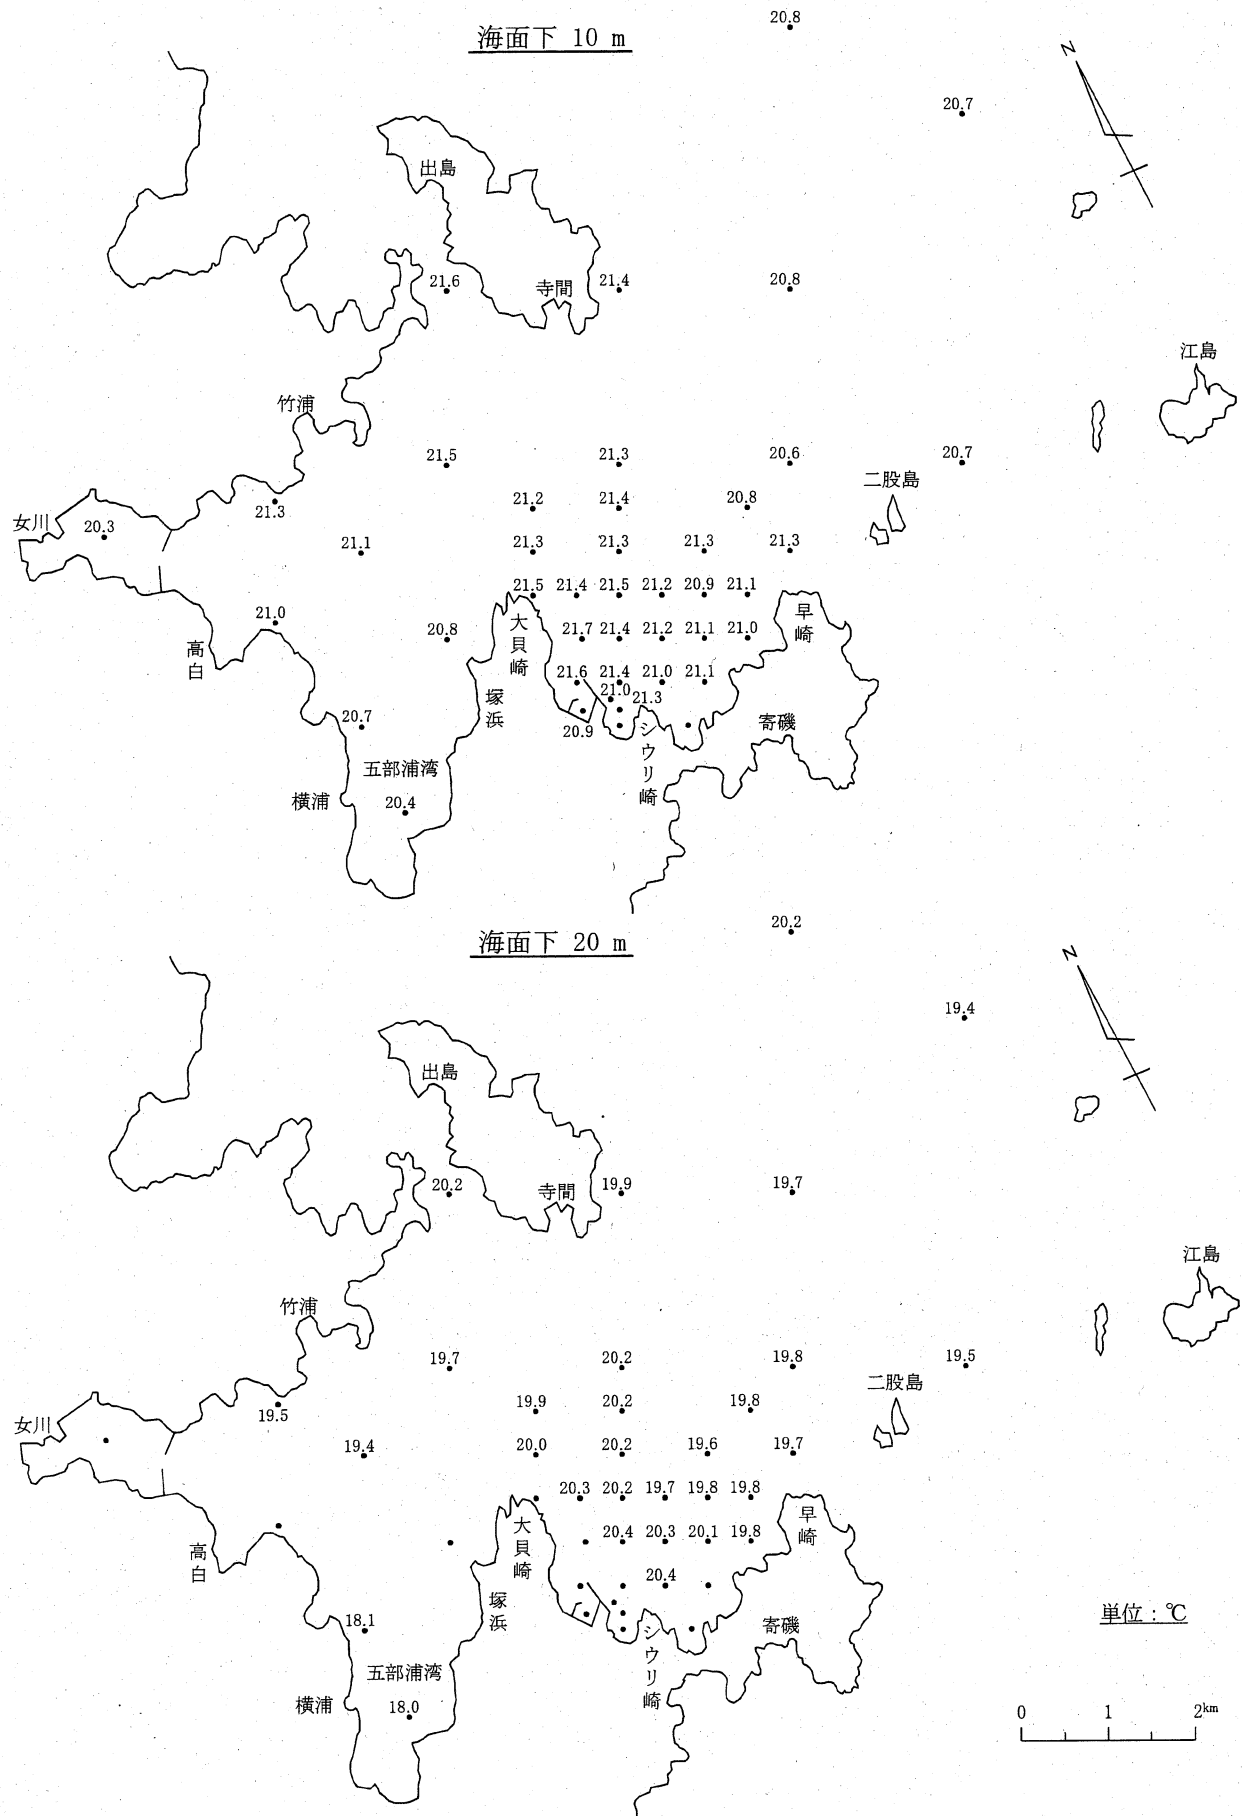 海面下 10 m
20.8
N
20.7
出島
21.6
寺間
21.4
20.8
江島
竹浦
21.5
21.3
20.6
20.7
二股島
21.2
21.4
20.8
21.3
女川
20.3
21.1
21.3
21.3
21.3
21.3
21.5
21.4
21.5
21.2
20.9
21.1
21.0
高白
20.8
大貝崎
21.7
21.4
21.2
21.1
21.0
早崎
21.6
21.4
21.0
21.1
塚浜
21.0
21.3
20.7
20.9
シウリ崎
寄磯
五部浦湾
横浦
20.4
海面下 20 m
20.2
N
19.4
出島
20.2
寺間
19.9
19.7
江島
竹浦
19.7
20.2
19.8
19.5
二股島
19.9
20.2
19.8
19.5
女川
19.4
20.0
20.2
19.6
19.7
20.3
20.2
19.7
19.8
19.8
高白
大貝崎
20.4
20.3
20.1
19.8
早崎
20.4
塚浜
18.1
シウリ崎
寄磯
単位：℃
五部浦湾
横浦
18.0
0 1 2km